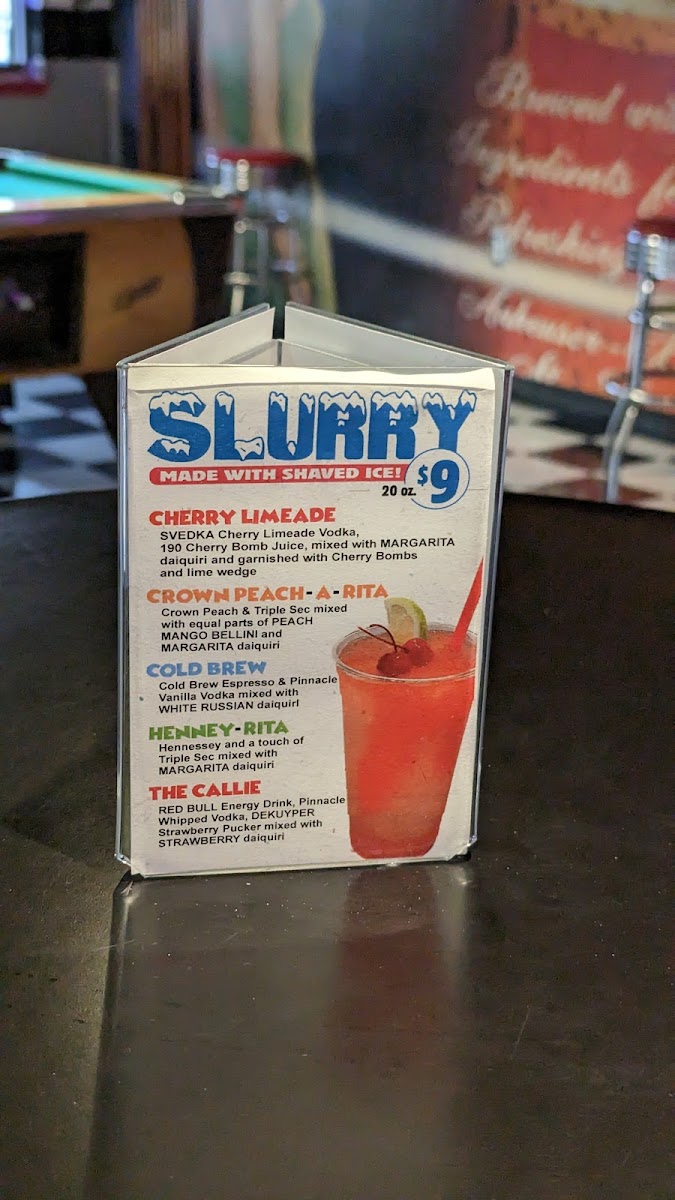 Brewed
Ingredients
Refreshing
SLURRY
MADE WITH SHAVED ICE!
20 oz. $9
CHERRY LIMEADE
SVEDKA Cherry Limeade Vodka,
190 Cherry Bomb Juice, mixed with MARGARITA
daiquiri and garnished with Cherry Bombs
and lime wedge
CROWN PEACH-A-RITA
Crown Peach & Triple Sec mixed
with equal parts of PEACH
MANGO BELLINI and
MARGARITA daiquiri
COLD BREW
Cold Brew Espresso & Pinnacle
Vanilla Vodka mixed with
WHITE RUSSIAN daiquirI
HENNEY-RITA
Hennessey and a touch of
Triple Sec mixed with
MARGARITA daiquiri
THE CALLIE
RED BULL Energy Drink, Pinnacle
Whipped Vodka, DEKUYPER
Strawberry Pucker mixed with
STRAWBERRY daiquiri